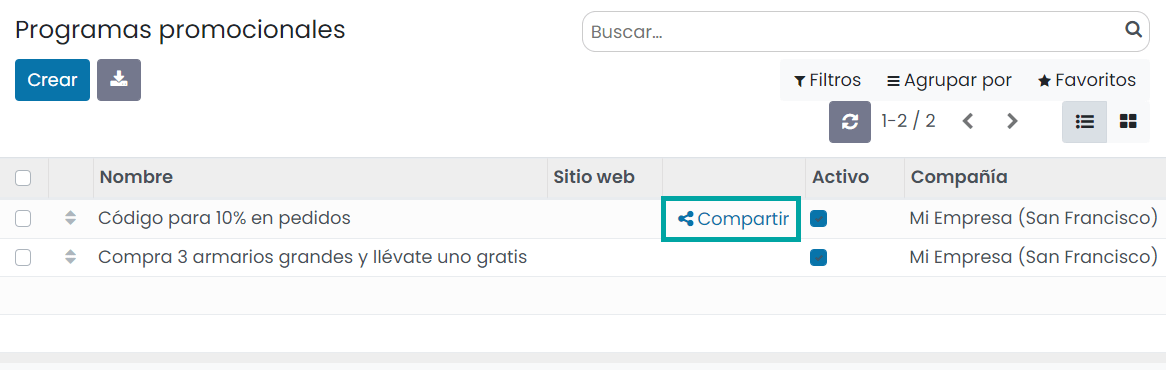 Programas promocionales
Buscar...
Crear
Filtros Agrupar por Favoritos
1-2 / 2
Nombre Sitio web Activo Compañía
Código para 10% en pedidos Compartir Mi Empresa (San Francisco)
Compra 3 armarios grandes y llévate uno gratis Mi Empresa (San Francisco)